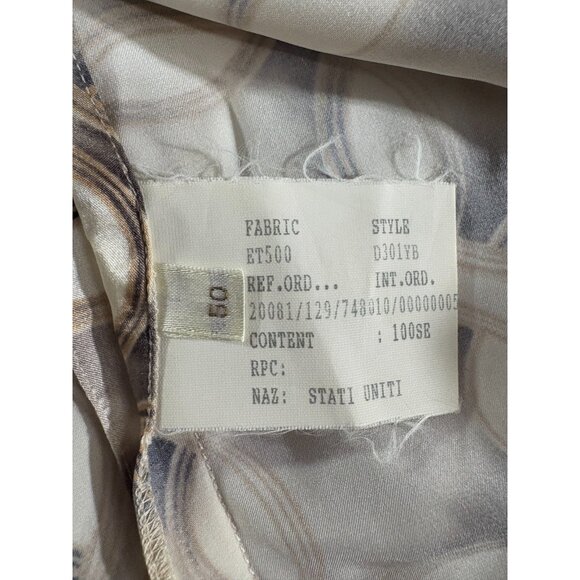 FABRIC STYLE
ET500 D301YB
REF.ORD... INT.ORD.
20081/129/748010/00000005
CONTENT : 100SE
RPC:
NAZ: STATI UNITI
50